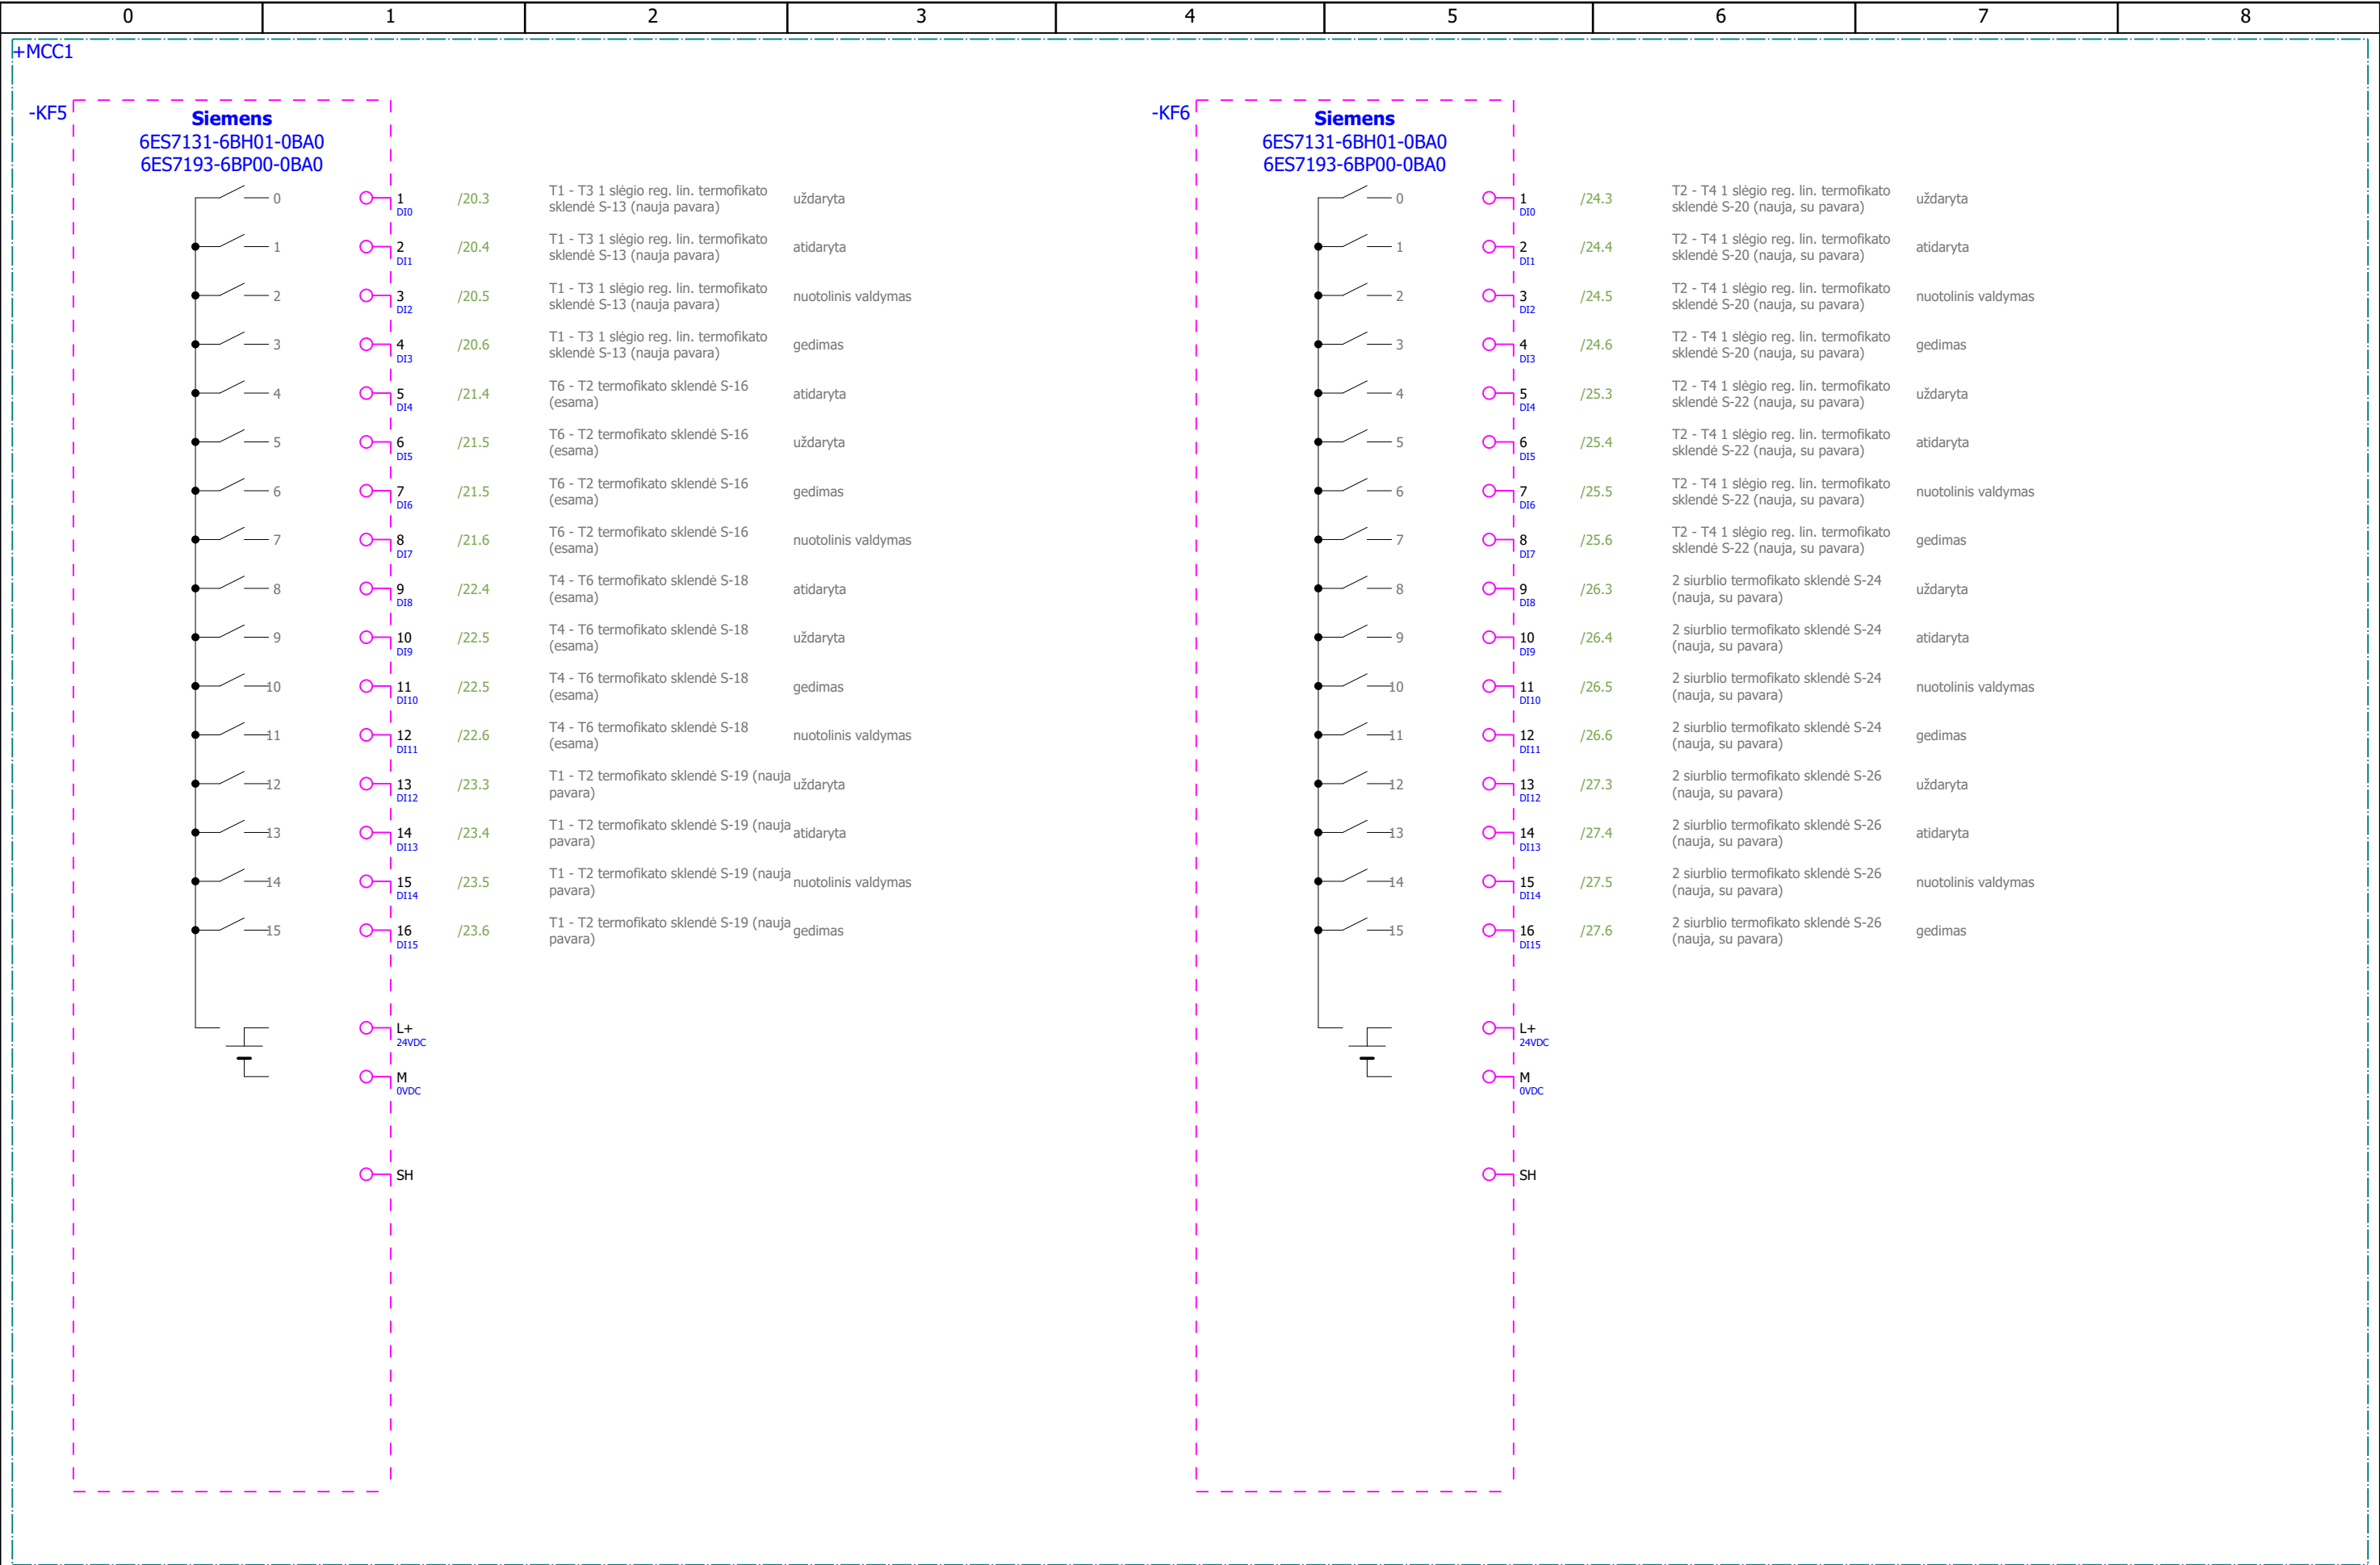 0 1 2 3 4 5 6 7 8
+MCC1
-KF5
Siemens
6ES7131-6BH01-0BA0
6ES7193-6BP00-0BA0
0 1 /20.3 T1 - T3 1 slėgio reg. lin. termofikato uždaryta
DI0 sklendė S-13 (nauja pavara)
1 2 /20.4 T1 - T3 1 slėgio reg. lin. termofikato atidaryta
DI1 sklendė S-13 (nauja pavara)
2 3 /20.5 T1 - T3 1 slėgio reg. lin. termofikato nuotolinis valdymas
DI2 sklendė S-13 (nauja pavara)
3 4 /20.6 T1 - T3 1 slėgio reg. lin. termofikato gedimas
DI3 sklendė S-13 (nauja pavara)
4 5 /21.4 T6 - T2 termofikato sklendė S-16 atidaryta
DI4 (esama)
5 6 /21.5 T6 - T2 termofikato sklendė S-16 uždaryta
DI5 (esama)
6 7 /21.5 T6 - T2 termofikato sklendė S-16 gedimas
DI6 (esama)
7 8 /21.6 T6 - T2 termofikato sklendė S-16 nuotolinis valdymas
DI7 (esama)
8 9 /22.4 T4 - T6 termofikato sklendė S-18 atidaryta
DI8 (esama)
9 10 /22.5 T4 - T6 termofikato sklendė S-18 uždaryta
DI9 (esama)
10 11 /22.5 T4 - T6 termofikato sklendė S-18 gedimas
DI10 (esama)
11 12 /22.6 T4 - T6 termofikato sklendė S-18 nuotolinis valdymas
DI11 (esama)
12 13 /23.3 T1 - T2 termofikato sklendė S-19 (nauja uždaryta
DI12 pavara)
13 14 /23.4 T1 - T2 termofikato sklendė S-19 (nauja atidaryta
DI13 pavara)
14 15 /23.5 T1 - T2 termofikato sklendė S-19 (nauja nuotolinis valdymas
DI14 pavara)
15 16 /23.6 T1 - T2 termofikato sklendė S-19 (nauja gedimas
DI15 pavara)
L+
24VDC
M
0VDC
SH
-KF6
Siemens
6ES7131-6BH01-0BA0
6ES7193-6BP00-0BA0
0 1 /24.3 T2 - T4 1 slėgio reg. lin. termofikato uždaryta
DI0 sklendė S-20 (nauja, su pavara)
1 2 /24.4 T2 - T4 1 slėgio reg. lin. termofikato atidaryta
DI1 sklendė S-20 (nauja, su pavara)
2 3 /24.5 T2 - T4 1 slėgio reg. lin. termofikato nuotolinis valdymas
DI2 sklendė S-20 (nauja, su pavara)
3 4 /24.6 T2 - T4 1 slėgio reg. lin. termofikato gedimas
DI3 sklendė S-20 (nauja, su pavara)
4 5 /25.3 T2 - T4 1 slėgio reg. lin. termofikato uždaryta
DI4 sklendė S-22 (nauja, su pavara)
5 6 /25.4 T2 - T4 1 slėgio reg. lin. termofikato atidaryta
DI5 sklendė S-22 (nauja, su pavara)
6 7 /25.5 T2 - T4 1 slėgio reg. lin. termofikato nuotolinis valdymas
DI6 sklendė S-22 (nauja, su pavara)
7 8 /25.6 T2 - T4 1 slėgio reg. lin. termofikato gedimas
DI7 sklendė S-22 (nauja, su pavara)
8 9 /26.3 2 siurblio termofikato sklendė S-24 uždaryta
DI8 (nauja, su pavara)
9 10 /26.4 2 siurblio termofikato sklendė S-24 atidaryta
DI9 (nauja, su pavara)
10 11 /26.5 2 siurblio termofikato sklendė S-24 nuotolinis valdymas
DI10 (nauja, su pavara)
11 12 /26.6 2 siurblio termofikato sklendė S-24 gedimas
DI11 (nauja, su pavara)
12 13 /27.3 2 siurblio termofikato sklendė S-26 uždaryta
DI12 (nauja, su pavara)
13 14 /27.4 2 siurblio termofikato sklendė S-26 atidaryta
DI13 (nauja, su pavara)
14 15 /27.5 2 siurblio termofikato sklendė S-26 nuotolinis valdymas
DI14 (nauja, su pavara)
15 16 /27.6 2 siurblio termofikato sklendė S-26 gedimas
DI15 (nauja, su pavara)
L+
24VDC
M
0VDC
SH